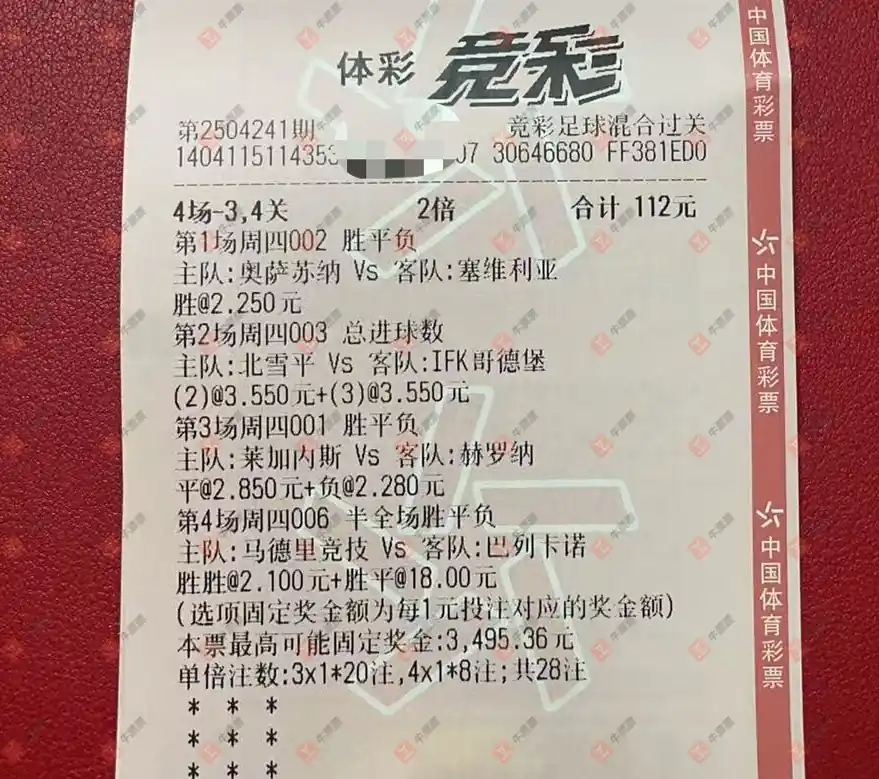 体彩 竞彩
第2504241期 竞彩足球混合过关
14041151143535 J7 30646680 FF381ED0
4场-3,4关 2倍 合计 112元
第1场周四002 胜平负
主队:奥萨苏纳 Vs 客队:塞维利亚
胜@2.250元
第2场周四003 总进球数
主队:北雪平 Vs 客队:IFK哥德堡
(2)@3.550元+(3)@3.550元
第3场周四001 胜平负
主队:莱加内斯 Vs 客队:赫罗纳
平@2.850元+负@2.280元
第4场周四006 半全场胜平负
主队:马德里竞技 Vs 客队:巴列卡诺
胜胜@2.100元+胜平@18.00元
(选项固定奖金额为每1元投注对应的奖金额)
本票最高可能固定奖金:3,495.36元
单倍注数:3x1*20注,4x1*8注;共28注
* * *
* * *
* * *
中国体育彩票
中国体育彩票
中国体育彩票